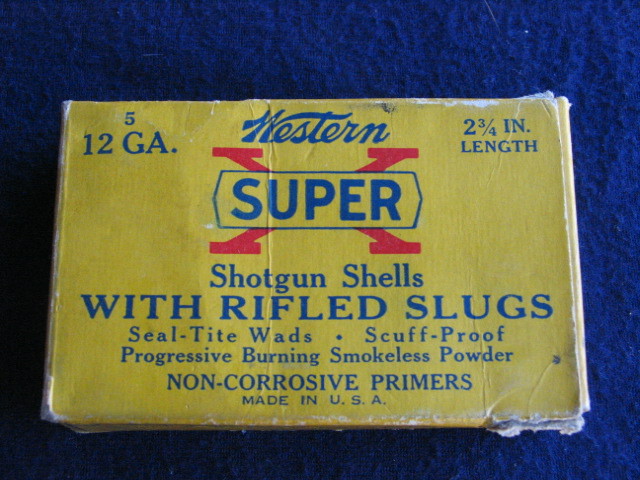 5
12 GA.
Western
2¾ IN.
LENGTH
X
SUPER
Shotgun Shells
WITH RIFLED SLUGS
Seal-Tite Wads • Scuff-Proof
Progressive Burning Smokeless Powder
NON-CORROSIVE PRIMERS
MADE IN U.S.A.